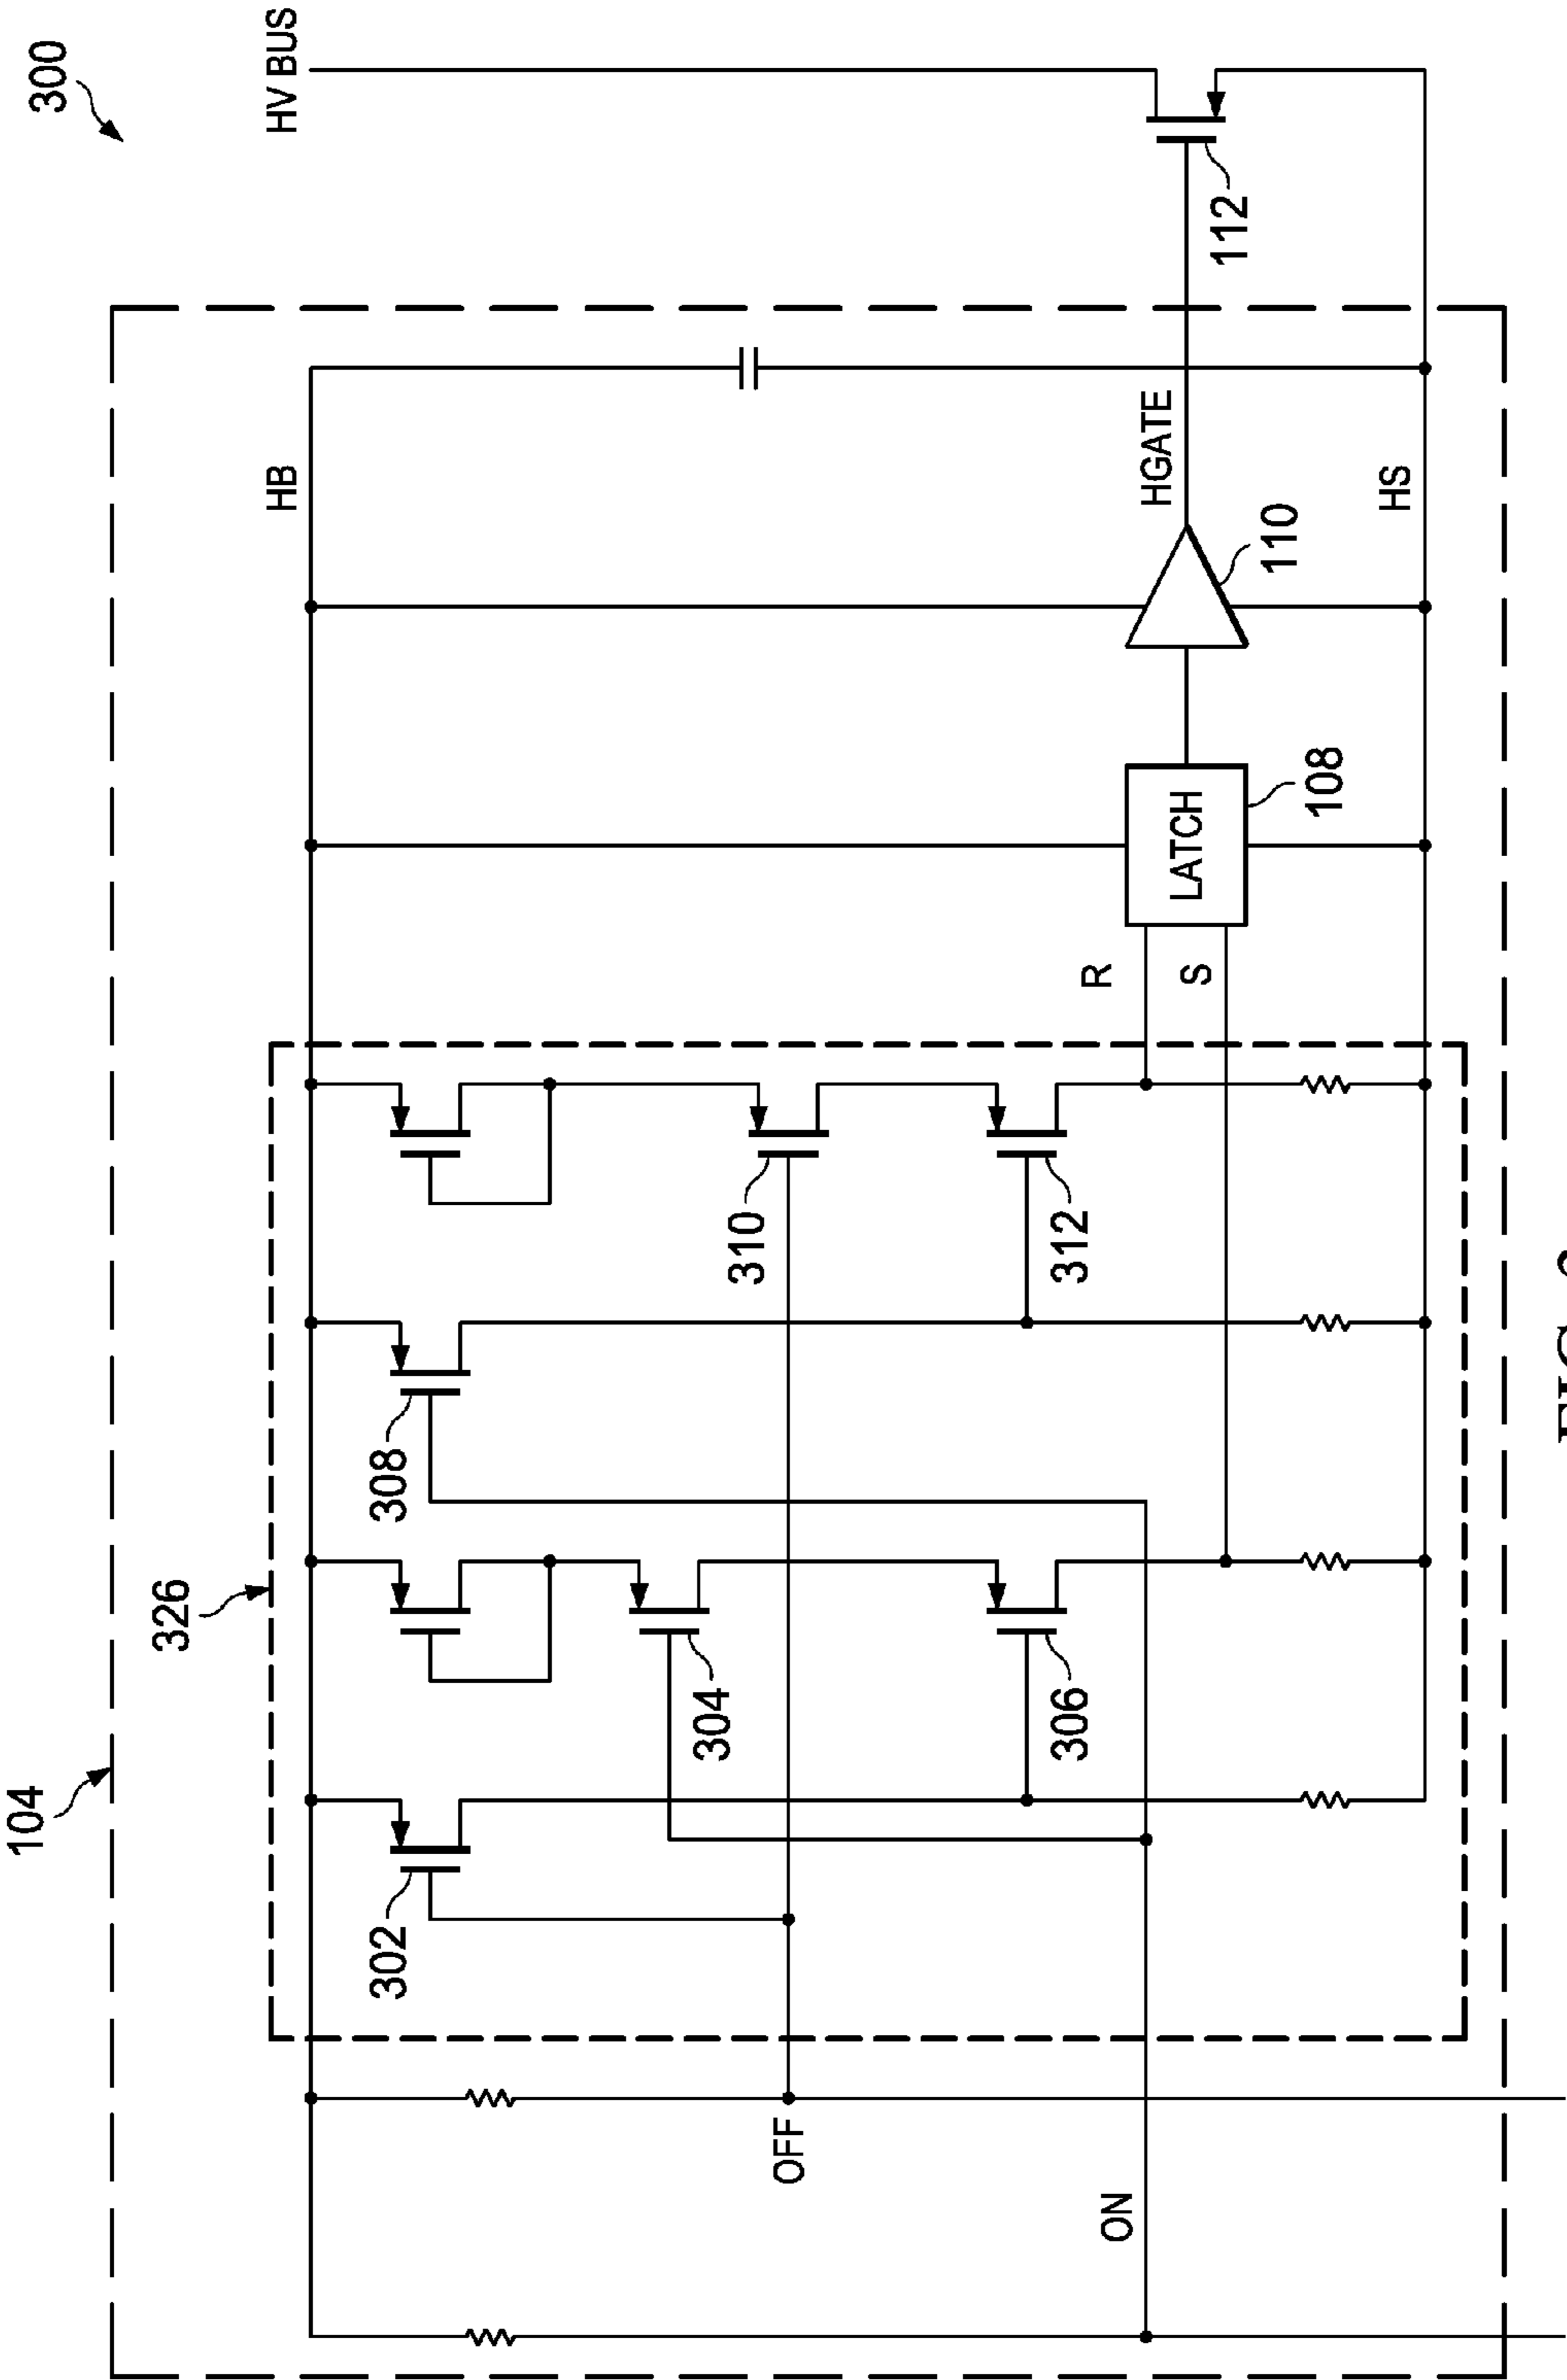 300
HV BUS
104
326
HB
302
308
304
310
306
312
OFF
ON
R
S
LATCH
108
110
HGATE
HS
112